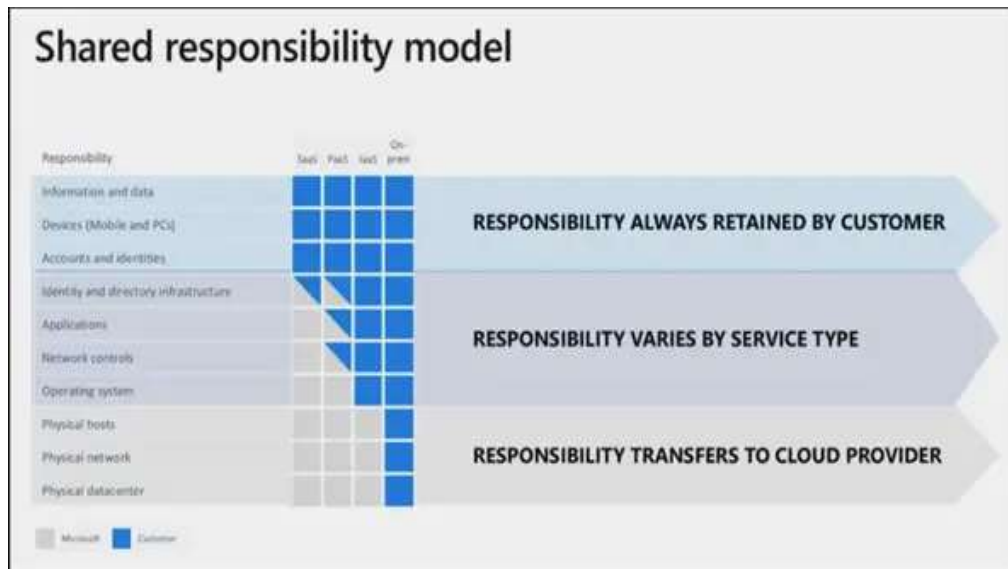 Shared responsibility model
On-
Responsibility SaaS PaaS IaaS prem
Information and data
RESPONSIBILITY ALWAYS RETAINED BY CUSTOMER
Devices (Mobile and PCs)
Accounts and identities
Identity and directory infrastructure
Applications
RESPONSIBILITY VARIES BY SERVICE TYPE
Network controls
Operating system
Physical hosts
RESPONSIBILITY TRANSFERS TO CLOUD PROVIDER
Physical network
Physical datacenter
Microsoft Customer